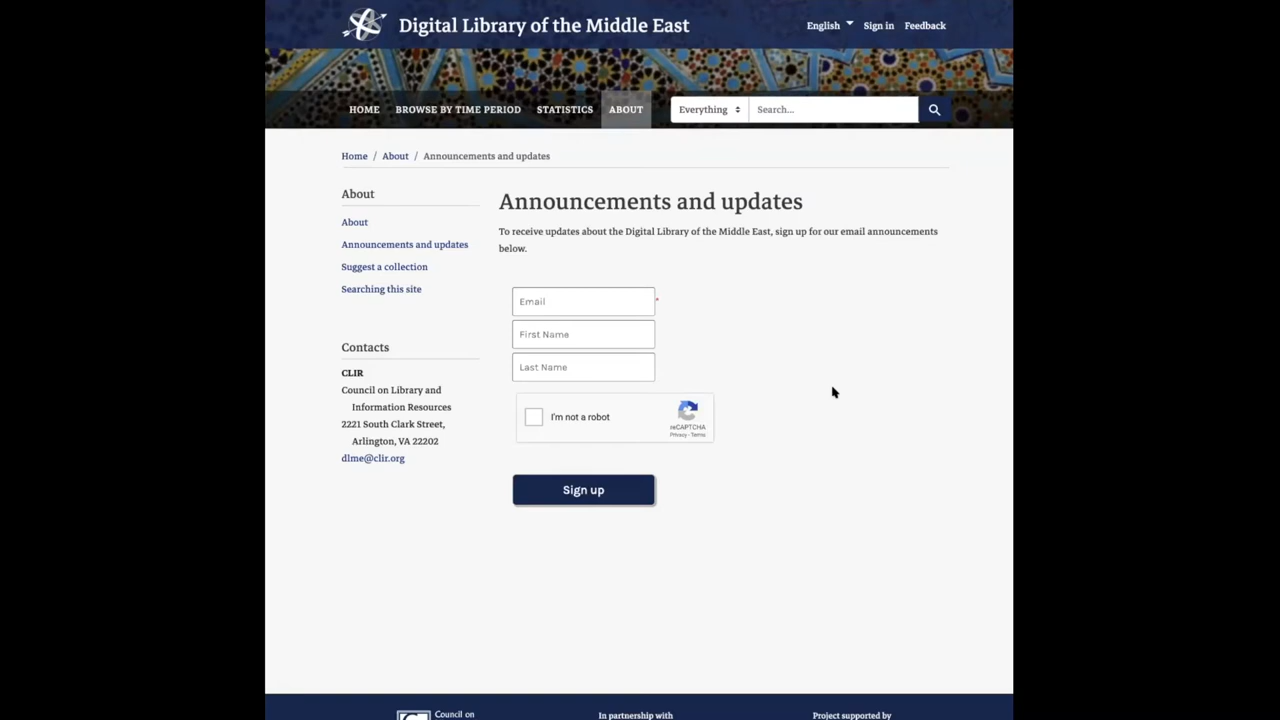 Digital Library of the Middle East
English
Sign in
Feedback
HOME
BROWSE BY TIME PERIOD
STATISTICS
ABOUT
Everything
Search...
Home / About / Announcements and updates
About
About
Announcements and updates
Suggest a collection
Searching this site
Contacts
CLIR
Council on Library and
Information Resources
2221 South Clark Street,
Arlington, VA 22202
dlme@clir.org
Announcements and updates
To receive updates about the Digital Library of the Middle East, sign up for our email announcements
below.
Email *
First Name
Last Name
I'm not a robot
reCAPTCHA
Privacy - Terms
Sign up
Council on
In partnership with
Project supported by